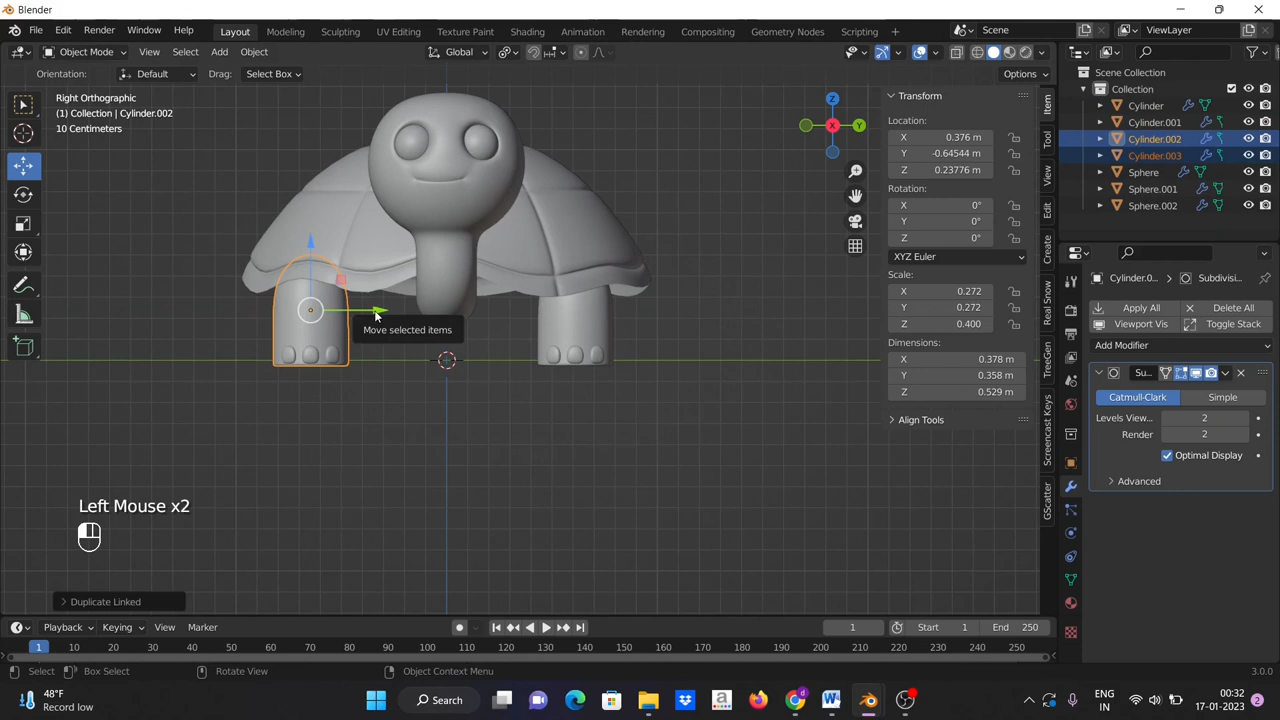 Blender
File Edit Render Window Help Layout Modeling Sculpting UV Editing Texture Paint Shading Animation Rendering Compositing Geometry Nodes Scripting + Scene ViewLayer
Object Mode View Select Add Object Global
Orientation: Default Drag: Select Box Options
Right Orthographic
(1) Collection | Cylinder.002
10 Centimeters
Z
X
Y
Transform
Location:
X 0.376 m
Y -0.64544 m
Z 0.23776 m
Rotation:
X 0°
Y 0°
Z 0°
XYZ Euler
Scale:
X 0.272
Y 0.272
Z 0.400
Dimensions:
X 0.378 m
Y 0.358 m
Z 0.529 m
Align Tools
Item
Tool
View
Edit
Create
Real Snow
TreeGen
Screencast Keys
GScatter
Scene Collection
Collection
Cylinder
Cylinder.001
Cylinder.002
Cylinder.003
Sphere
Sphere.001
Sphere.002
Cylinder.0... Subdivisi...
Apply All Delete All
Viewport Vis Toggle Stack
Add Modifier
Su...
Catmull-Clark Simple
Levels View... 2
Render 2
Optimal Display
Advanced
Move selected items
Left Mouse x2
Duplicate Linked
Playback Keying View Marker 1 Start 1 End 250
1 10 20 30 40 50 60 70 80 90 100 110 120 130 140 150 160 170 180 190 200 210 220 230 240 250
Select Box Select Rotate View Object Context Menu 3.0.0
48°F
Record low
Search
ENG
IN
00:32
17-01-2023
2